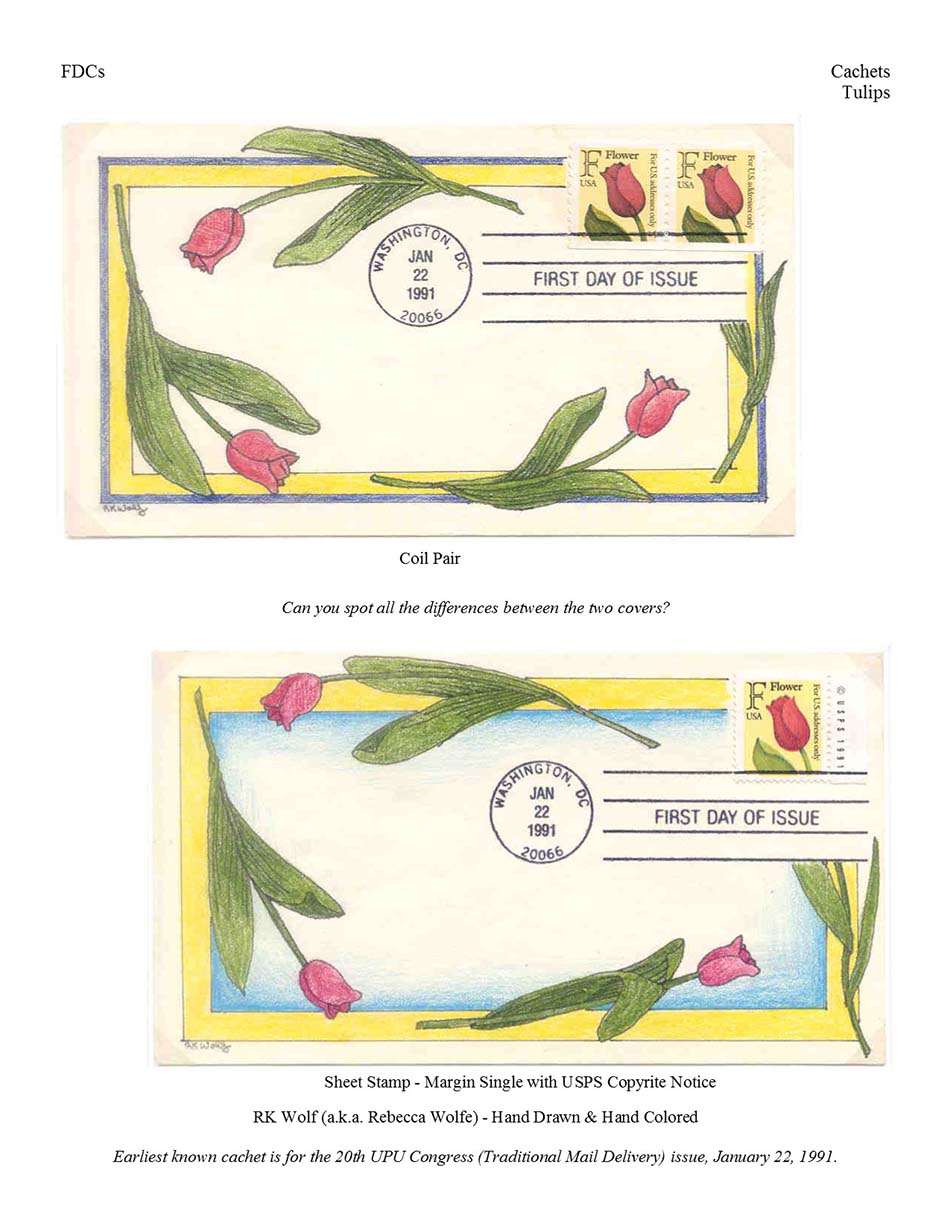 FDCs
Cachets
Tulips
F Flower
USA
For U.S. addresses only
F Flower
USA
For U.S. addresses only
WASHINGTON, DC
JAN
22
1991
20066
FIRST DAY OF ISSUE
RK Wolf
Coil Pair
Can you spot all the differences between the two covers?
F Flower
USA
For U.S. addresses only
© USPS 1991
WASHINGTON, DC
JAN
22
1991
20066
FIRST DAY OF ISSUE
RK Wolf
Sheet Stamp - Margin Single with USPS Copyrite Notice
RK Wolf (a.k.a. Rebecca Wolfe) - Hand Drawn & Hand Colored
Earliest known cachet is for the 20th UPU Congress (Traditional Mail Delivery) issue, January 22, 1991.